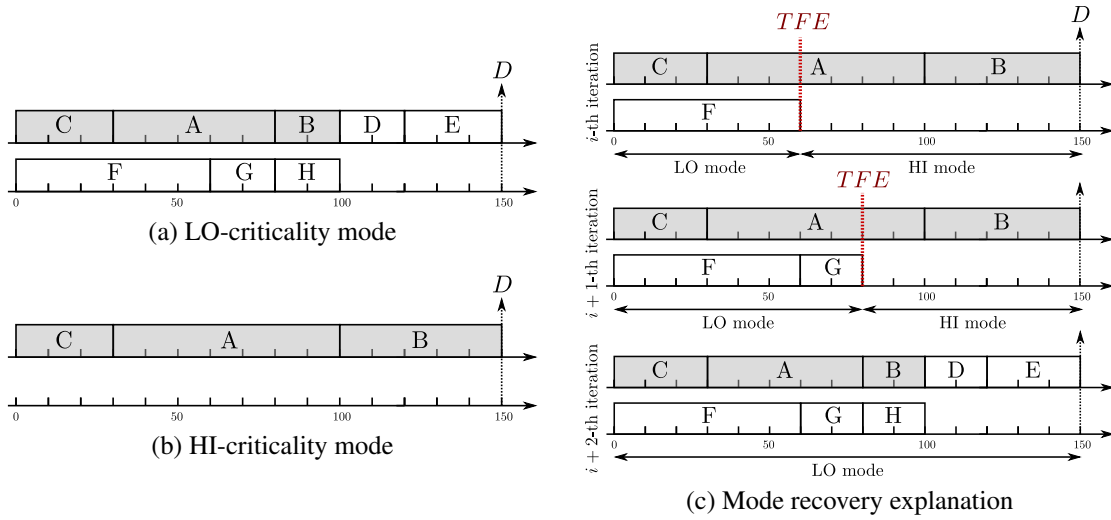 D
C A B D E
F G H
0 50 100 150
(a) LO-criticality mode
D
C A B
0 50 100 150
(b) HI-criticality mode
TFE
D
i-th iteration
C A B
F
0 50 100 150
LO mode HI mode
TFE
i + 1-th iteration
C A B
F G
0 50 100 150
LO mode HI mode
i + 2-th iteration
C A B D E
F G H
0 50 100 150
LO mode
(c) Mode recovery explanation